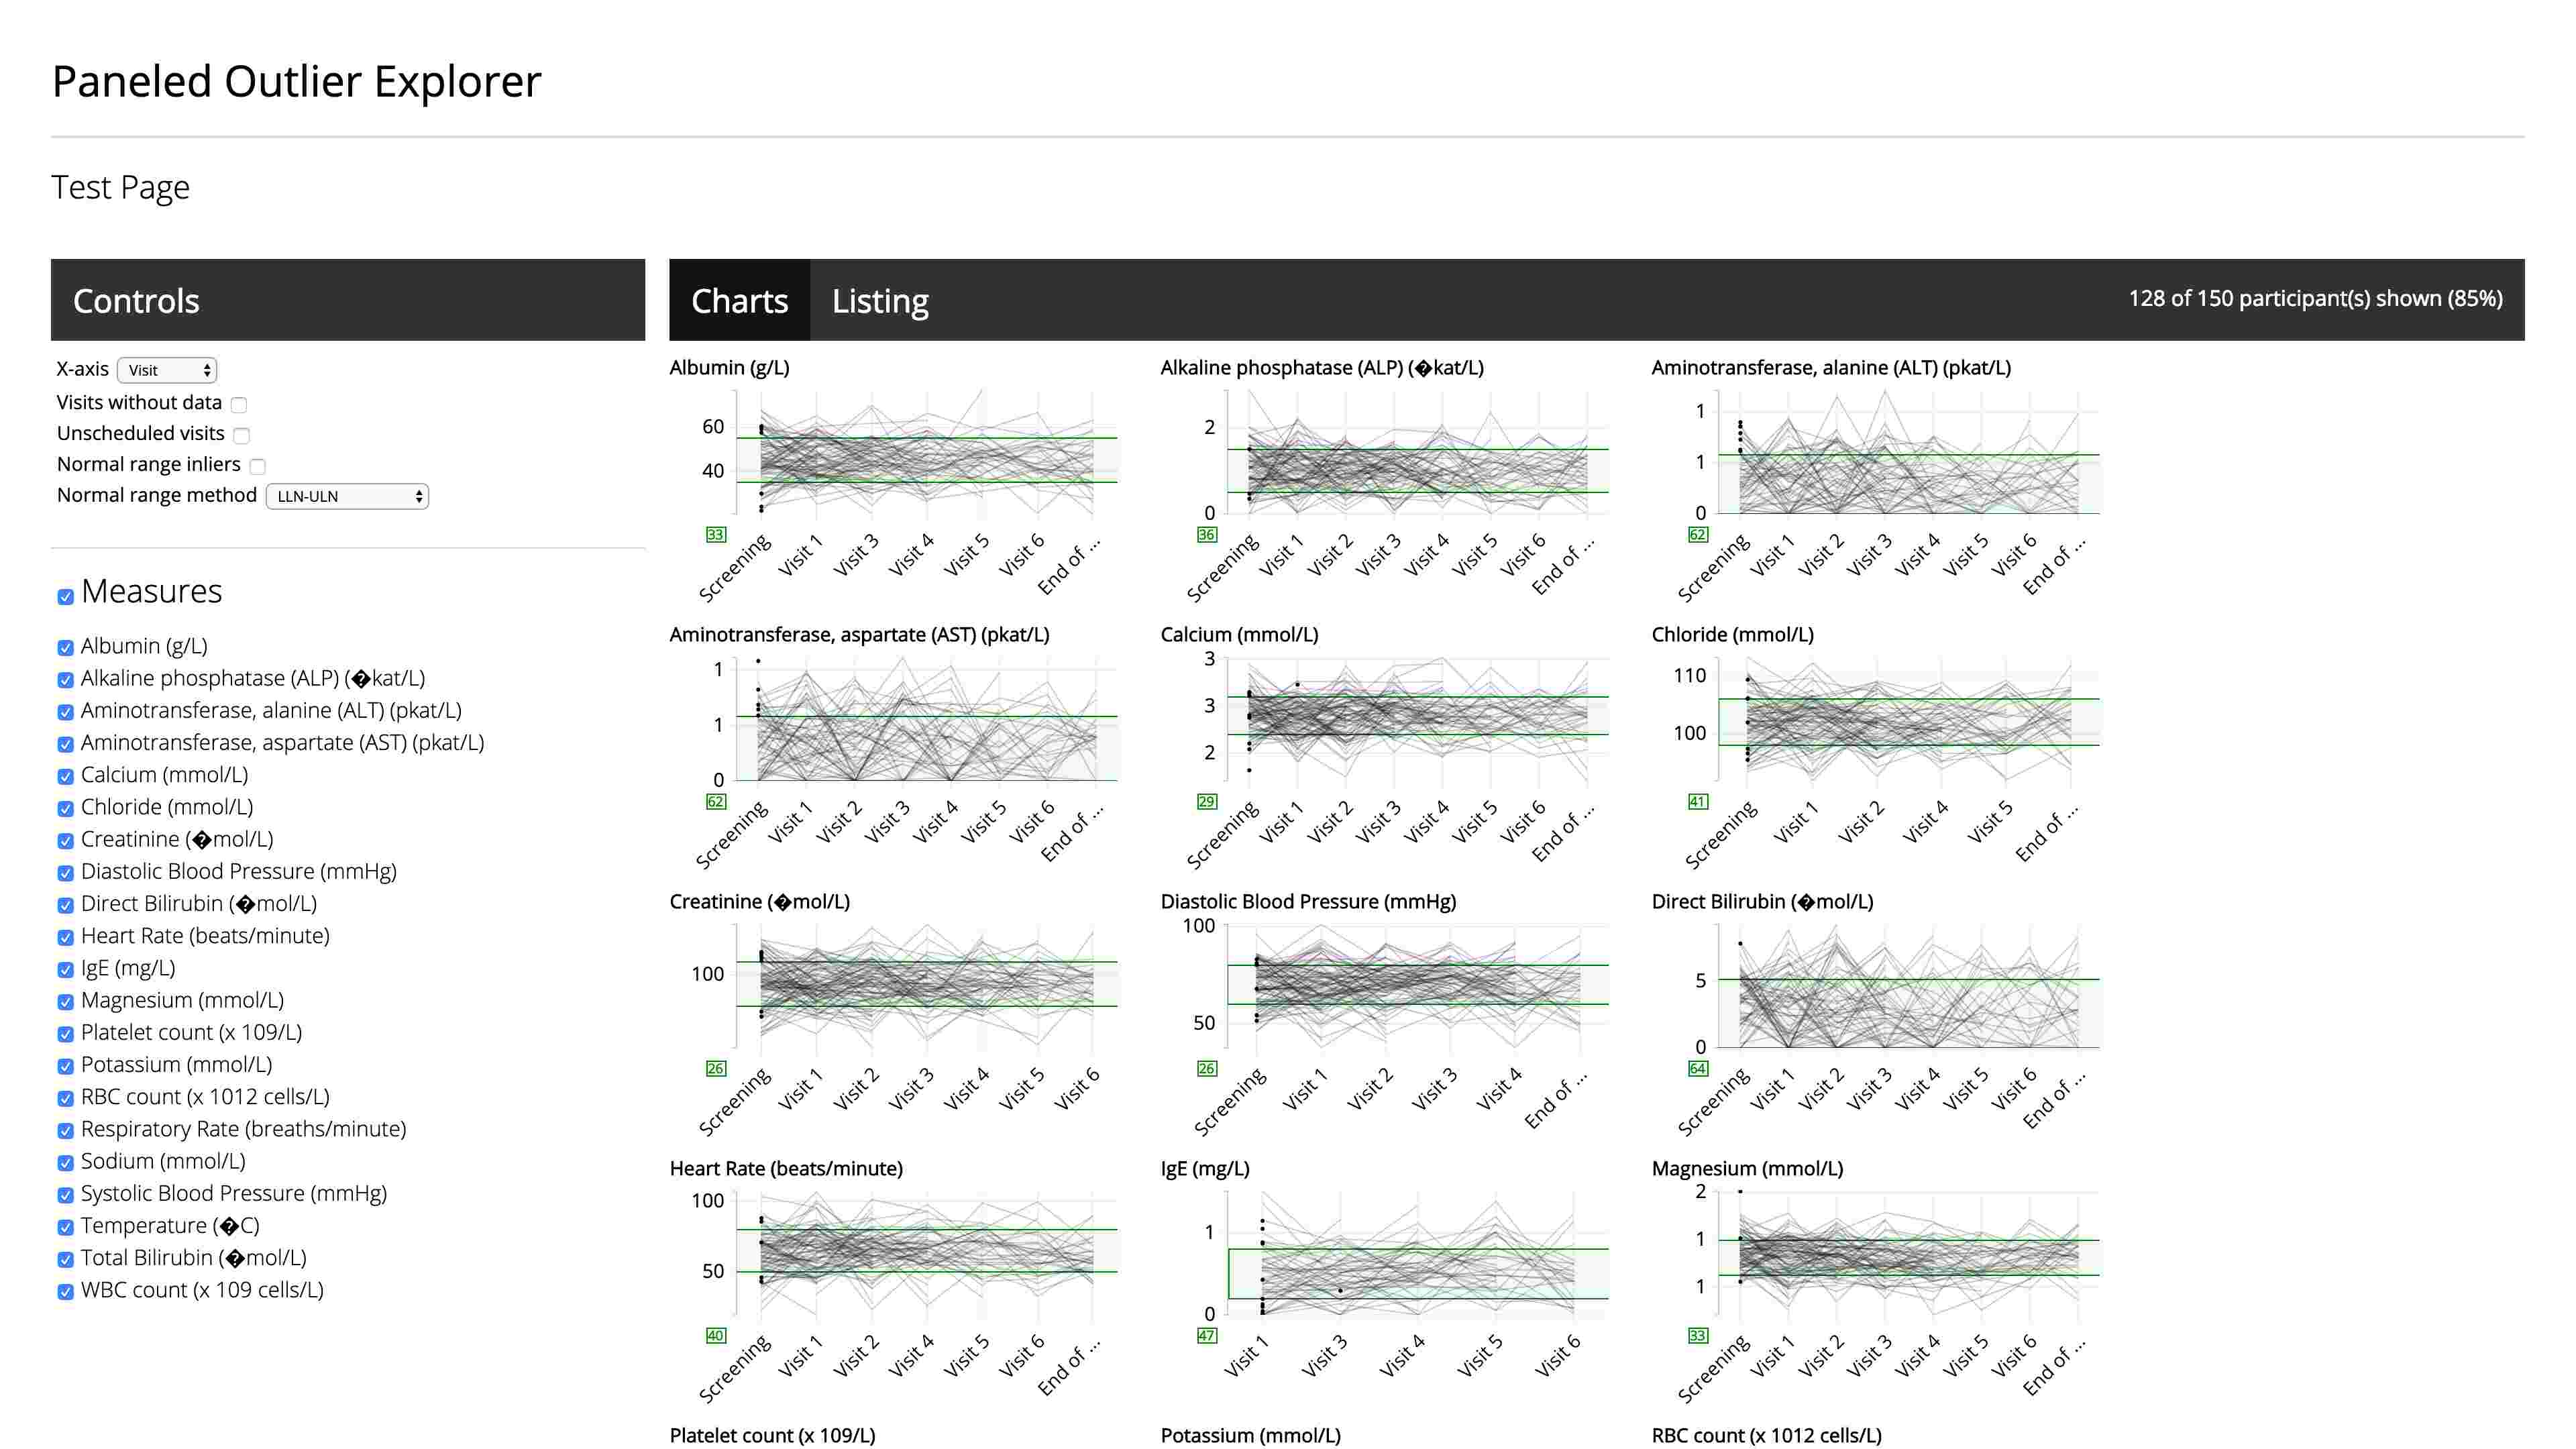 Paneled Outlier Explorer
Test Page
Controls
X-axis Visit
Visits without data
Unscheduled visits
Normal range inliers
Normal range method LLN-ULN
Measures
Albumin (g/L)
Alkaline phosphatase (ALP) (�kat/L)
Aminotransferase, alanine (ALT) (pkat/L)
Aminotransferase, aspartate (AST) (pkat/L)
Calcium (mmol/L)
Chloride (mmol/L)
Creatinine (�mol/L)
Diastolic Blood Pressure (mmHg)
Direct Bilirubin (�mol/L)
Heart Rate (beats/minute)
IgE (mg/L)
Magnesium (mmol/L)
Platelet count (x 109/L)
Potassium (mmol/L)
RBC count (x 1012 cells/L)
Respiratory Rate (breaths/minute)
Sodium (mmol/L)
Systolic Blood Pressure (mmHg)
Temperature (�C)
Total Bilirubin (�mol/L)
WBC count (x 109 cells/L)
Charts Listing 128 of 150 participant(s) shown (85%)
Albumin (g/L)
60
40
33
Screening Visit 1 Visit 3 Visit 4 Visit 5 Visit 6 End of ...
Alkaline phosphatase (ALP) (�kat/L)
2
0
36
Screening Visit 1 Visit 2 Visit 3 Visit 4 Visit 5 Visit 6 End of ...
Aminotransferase, alanine (ALT) (pkat/L)
1
1
0
62
Screening Visit 1 Visit 2 Visit 3 Visit 4 Visit 5 Visit 6 End of ...
Aminotransferase, aspartate (AST) (pkat/L)
1
1
0
62
Screening Visit 1 Visit 2 Visit 3 Visit 4 Visit 5 Visit 6 End of ...
Calcium (mmol/L)
3
3
2
29
Screening Visit 1 Visit 2 Visit 3 Visit 4 Visit 5 Visit 6 End of ...
Chloride (mmol/L)
110
100
41
Screening Visit 1 Visit 2 Visit 4 Visit 5 End of ...
Creatinine (�mol/L)
100
26
Screening Visit 1 Visit 2 Visit 3 Visit 4 Visit 5 Visit 6
Diastolic Blood Pressure (mmHg)
100
50
26
Screening Visit 1 Visit 2 Visit 3 Visit 4 End of ...
Direct Bilirubin (�mol/L)
5
0
64
Screening Visit 1 Visit 2 Visit 3 Visit 4 Visit 5 Visit 6 End of ...
Heart Rate (beats/minute)
100
50
40
Screening Visit 1 Visit 2 Visit 4 Visit 5 Visit 6 End of ...
IgE (mg/L)
1
0
47
Visit 1 Visit 3 Visit 4 Visit 5 Visit 6
Magnesium (mmol/L)
2
1
1
33
Screening Visit 1 Visit 2 Visit 3 Visit 4 Visit 5 Visit 6 End of ...
Platelet count (x 109/L)
Potassium (mmol/L)
RBC count (x 1012 cells/L)